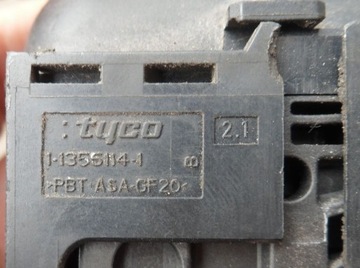 tyco
2.1
1-1355114-1
B
>PBT-ASA-GF20<